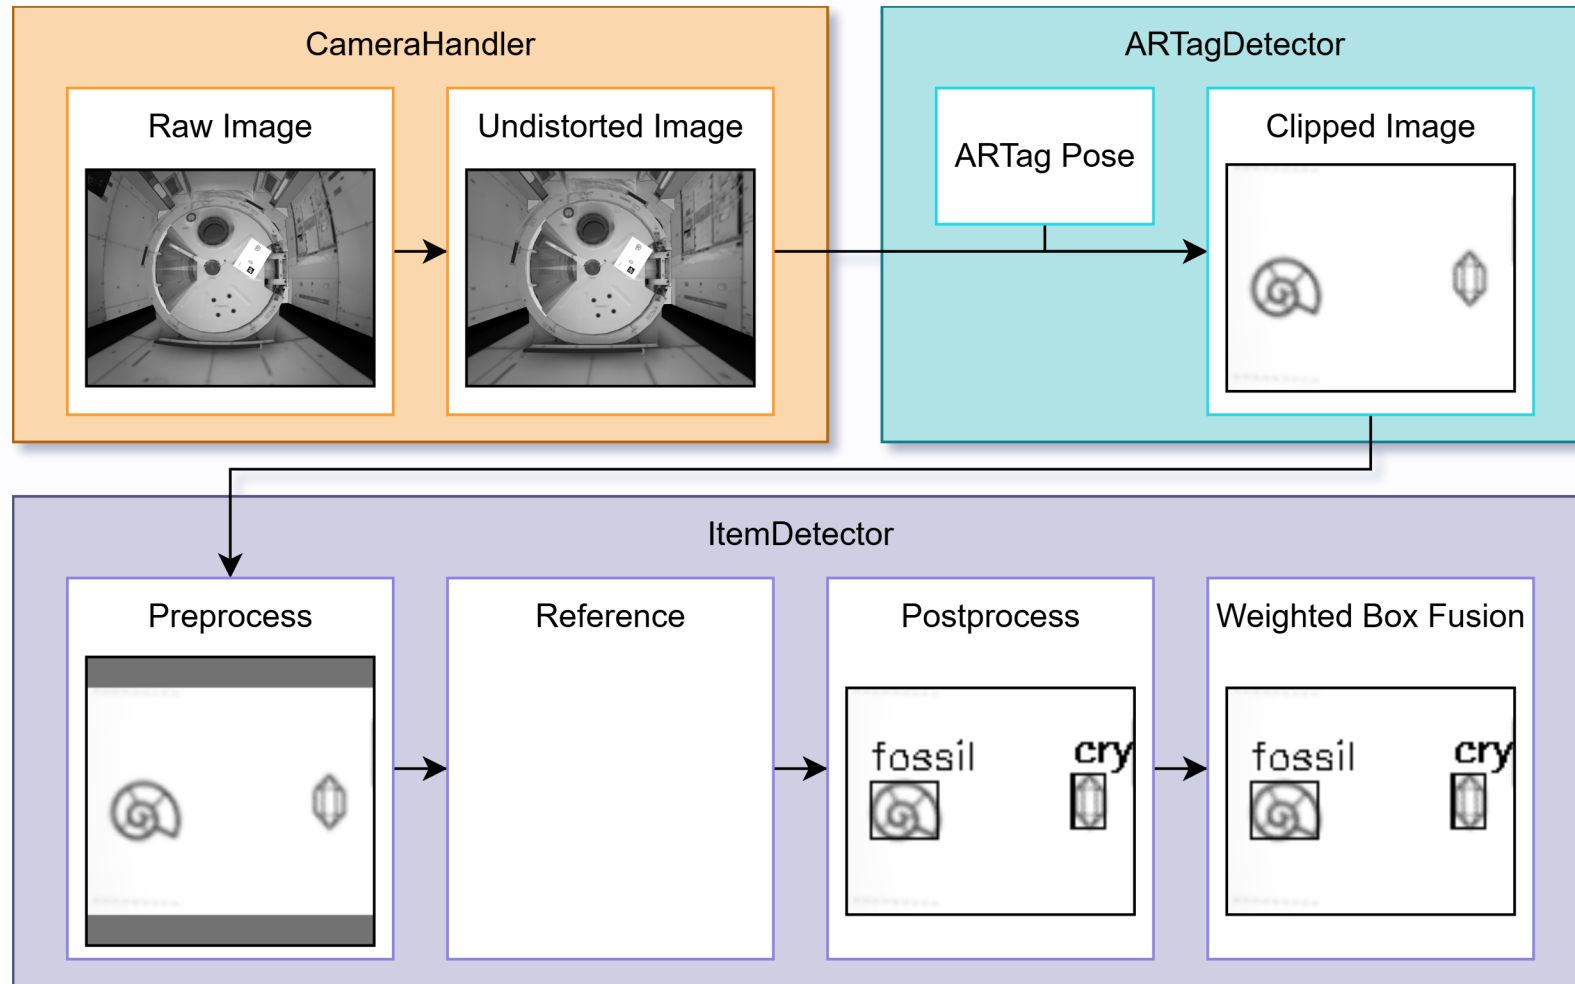 CameraHandler
Raw Image
Undistorted Image
ARTagDetector
ARTag Pose
Clipped Image
ItemDetector
Preprocess
Reference
Postprocess
fossil
cry
Weighted Box Fusion
fossil
cry